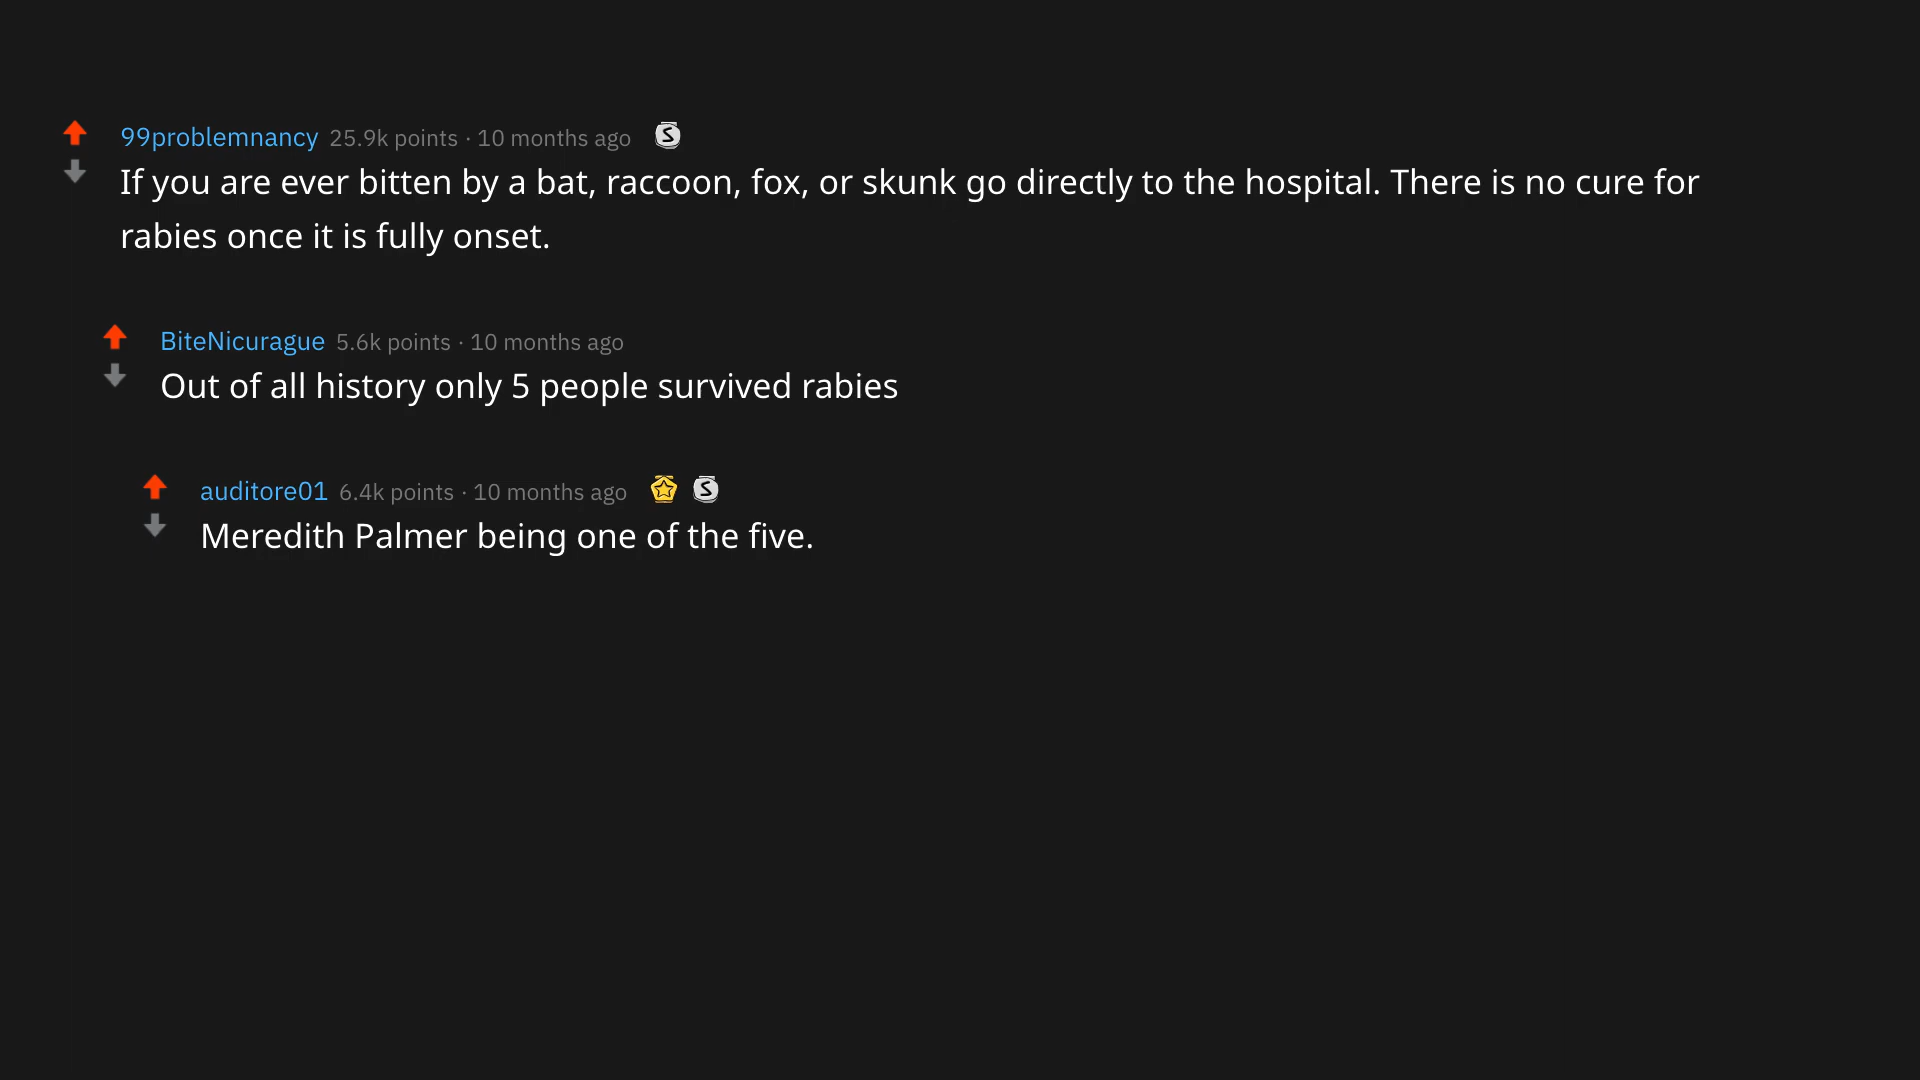 99problemnancy 25.9k points · 10 months ago S
If you are ever bitten by a bat, raccoon, fox, or skunk go directly to the hospital. There is no cure for
rabies once it is fully onset.
BiteNicurague 5.6k points · 10 months ago
Out of all history only 5 people survived rabies
auditore01 6.4k points · 10 months ago S
Meredith Palmer being one of the five.